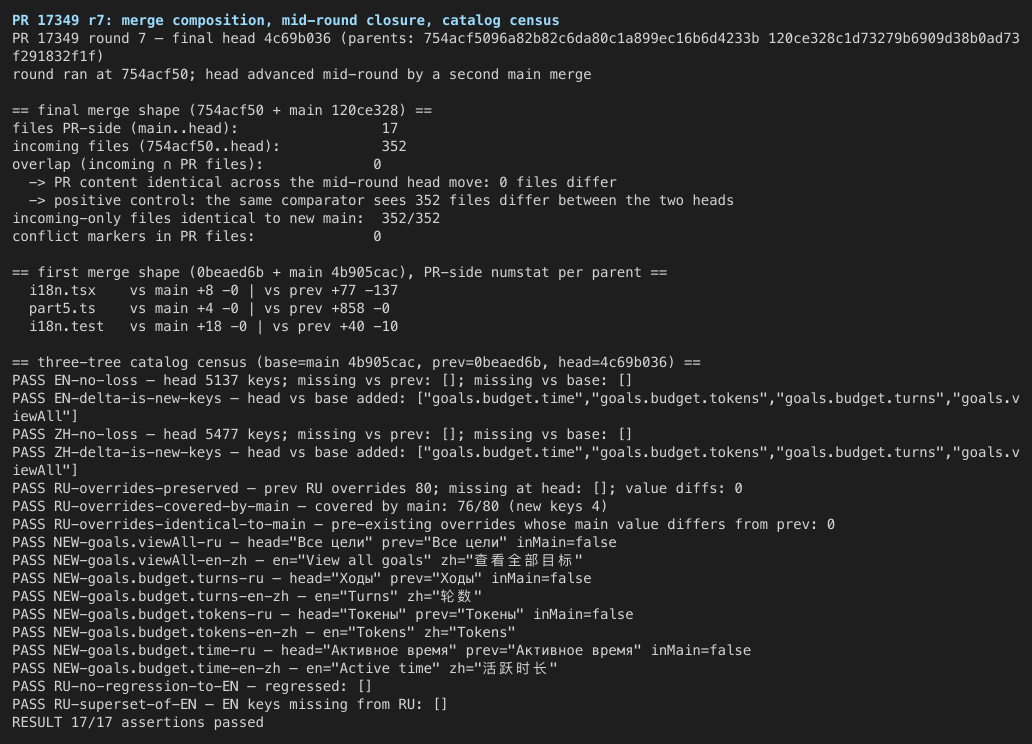 PR 17349 r7: merge composition, mid-round closure, catalog census
PR 17349 round 7 — final head 4c69b036 (parents: 754acf5096a82b82c6da80c1a899ec16b6d4233b 120ce328c1d73279b6909d38b0ad73
f291832f1f)
round ran at 754acf50; head advanced mid-round by a second main merge
== final merge shape (754acf50 + main 120ce328) ==
files PR-side (main..head): 17
incoming files (754acf50..head): 352
overlap (incoming ∩ PR files): 0
—> PR content identical across the mid-round head move: 0 files differ
—> positive control: the same comparator sees 352 files differ between the two heads
incoming-only files identical to new main: 352/352
conflict markers in PR files: 0
== first merge shape (0beaed6b + main 4b905cac), PR-side numstat per parent ==
i18n.tsx vs main +8 -0 | vs prev +77 -137
part5.ts vs main +4 -0 | vs prev +858 -0
i18n.test vs main +18 -0 | vs prev +40 -10
== three-tree catalog census (base=main 4b905cac, prev=0beaed6b, head=4c69b036) ==
PASS EN-no-loss — head 5137 keys; missing vs prev: []; missing vs base: []
PASS EN-delta-is-new-keys — head vs base added: ["goals.budget.time","goals.budget.tokens","goals.budget.turns","goals.v
iewAll"]
PASS ZH-no-loss — head 5477 keys; missing vs prev: []; missing vs base: []
PASS ZH-delta-is-new-keys — head vs base added: ["goals.budget.time","goals.budget.tokens","goals.budget.turns","goals.v
iewAll"]
PASS RU-overrides-preserved — prev RU overrides 80; missing at head: []; value diffs: 0
PASS RU-overrides-covered-by-main — covered by main: 76/80 (new keys 4)
PASS RU-overrides-identical-to-main — pre-existing overrides whose main value differs from prev: 0
PASS NEW-goals.viewAll-ru — head="Все цели" prev="Все цели" inMain=false
PASS NEW-goals.viewAll-en-zh — en="View all goals" zh="查看全部目标"
PASS NEW-goals.budget.turns-ru — head="Ходы" prev="Ходы" inMain=false
PASS NEW-goals.budget.turns-en-zh — en="Turns" zh="轮数"
PASS NEW-goals.budget.tokens-ru — head="Токены" prev="Токены" inMain=false
PASS NEW-goals.budget.tokens-en-zh — en="Tokens" zh="Tokens"
PASS NEW-goals.budget.time-ru — head="Активное время" prev="Активное время" inMain=false
PASS NEW-goals.budget.time-en-zh — en="Active time" zh="活跃时长"
PASS RU-no-regression-to-EN — regressed: []
PASS RU-superset-of-EN — EN keys missing from RU: []
RESULT 17/17 assertions passed